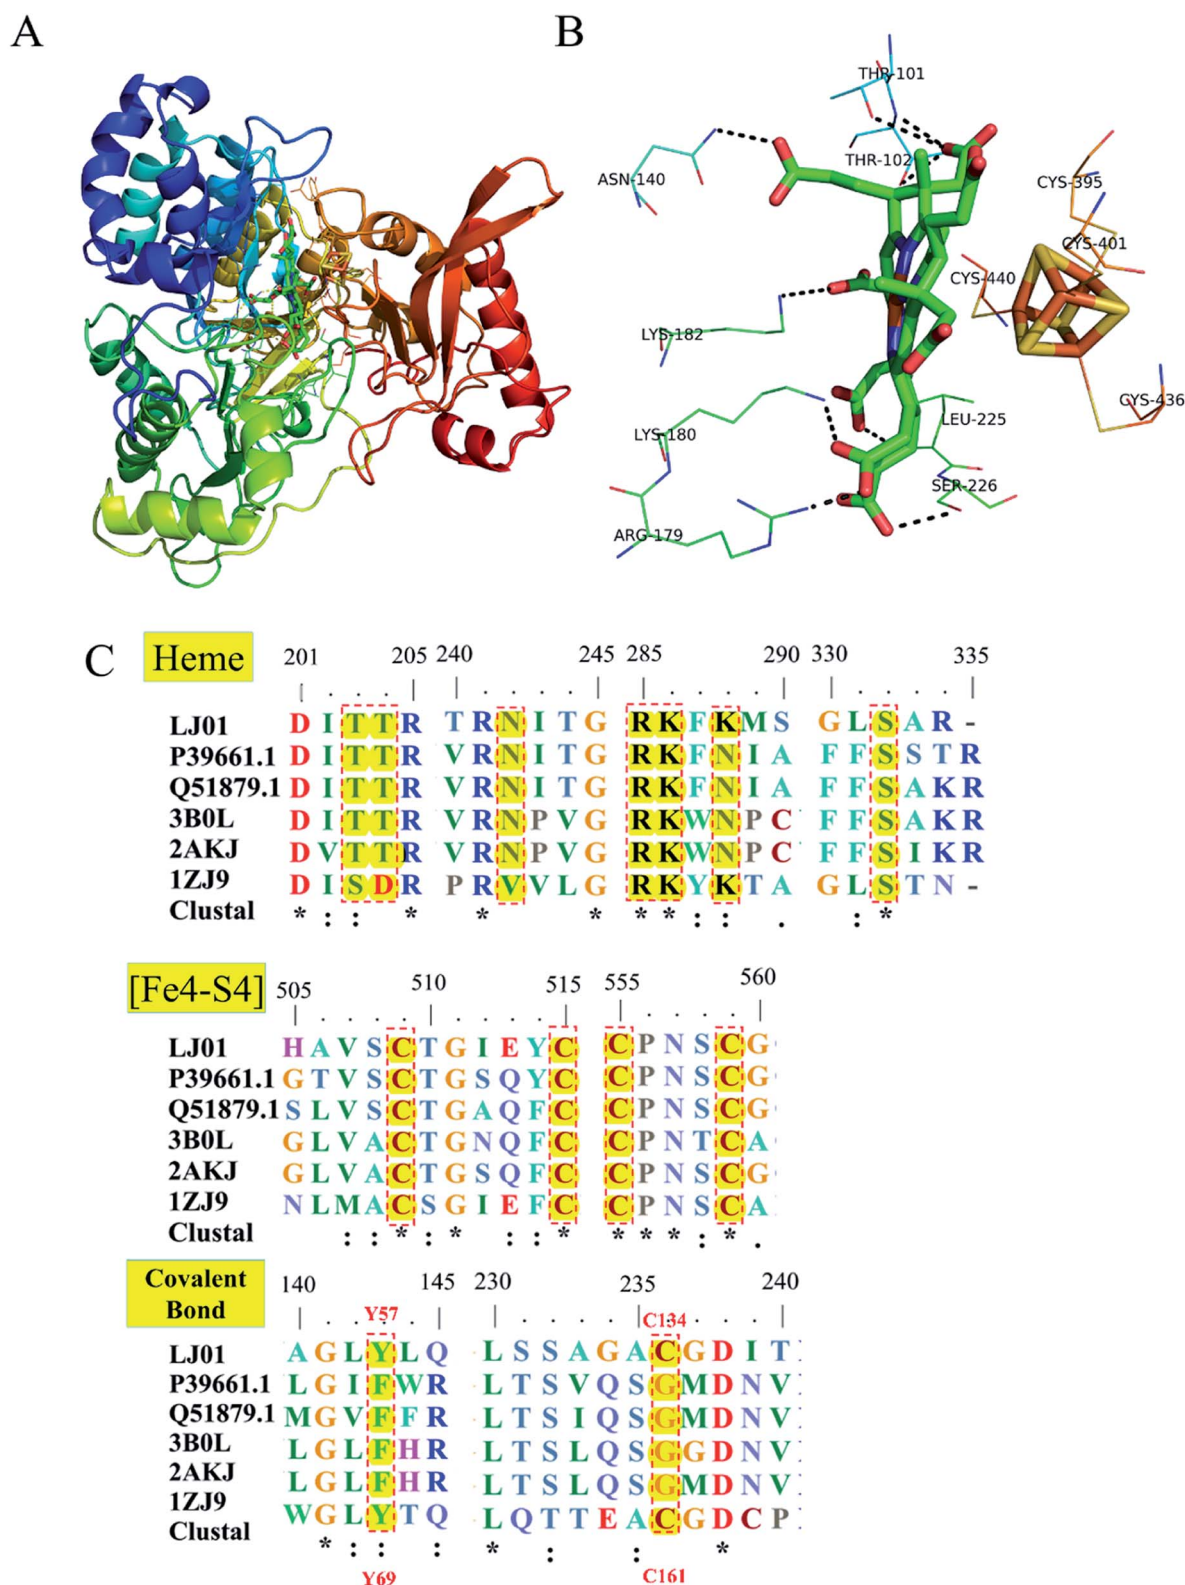 A
B
THR-101
THR-102
ASN-140
CYS-395
CYS-401
CYS-440
LYS-182
CYS-436
LYS-180
LEU-225
SER-226
ARG-179
C
Heme
201 205 240 245 285 290 330 335
LJ01 D I T T R T R N I T G R K F K M S G L S A R -
P39661.1 D I T T R V R N I T G R K F N I A F F S S T R
Q51879.1 D I T T R V R N I T G R K F N I A F F S A K R
3B0L D I T T R V R N P V G R K W N P C F F S A K R
2AKJ D V T T R V R N P V G R K W N P C F F S I K R
1ZJ9 D I S D R P R V V L G R K Y K T A G L S T N -
Clustal * : : * * * * * : : . : *
[Fe4-S4]
505 510 515 555 560
LJ01 H A V S C T G I E Y C C P N S C G
P39661.1 G T V S C T G S Q Y C C P N S C G
Q51879.1 S L V S C T G A Q F C C P N S C G
3B0L G L V A C T G N Q F C C P N T C A
2AKJ G L V A C T G S Q F C C P N S C G
1ZJ9 N L M A C S G I E F C C P N S C A
Clustal : : * : * : : * * * * : * .
Covalent
Bond
140 145 230 235 240
Y57 C134
LJ01 A G L Y L Q L S S A G A C G D I T
P39661.1 L G I F W R L T S V Q S G M D N V
Q51879.1 M G V F F R L T S I Q S G M D N V
3B0L L G L F H R L T S L Q S G G D N V
2AKJ L G L F H R L T S L Q S G M D N V
1ZJ9 W G L Y T Q L Q T T E A C G D C P
Clustal * : : : * : : *
Y69 C161